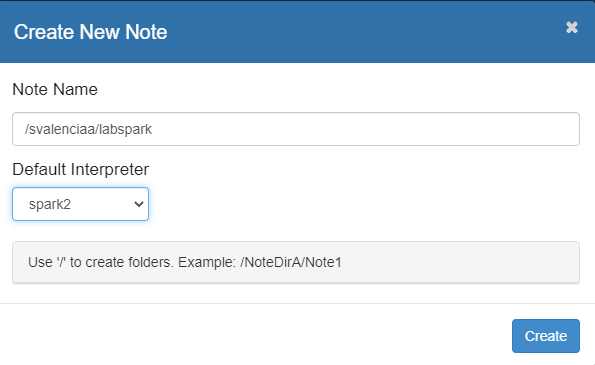 Create New Note
Note Name
/svalenciaa/labspark
Default Interpreter
spark2
Use '/' to create folders. Example: /NoteDirA/Note1
Create